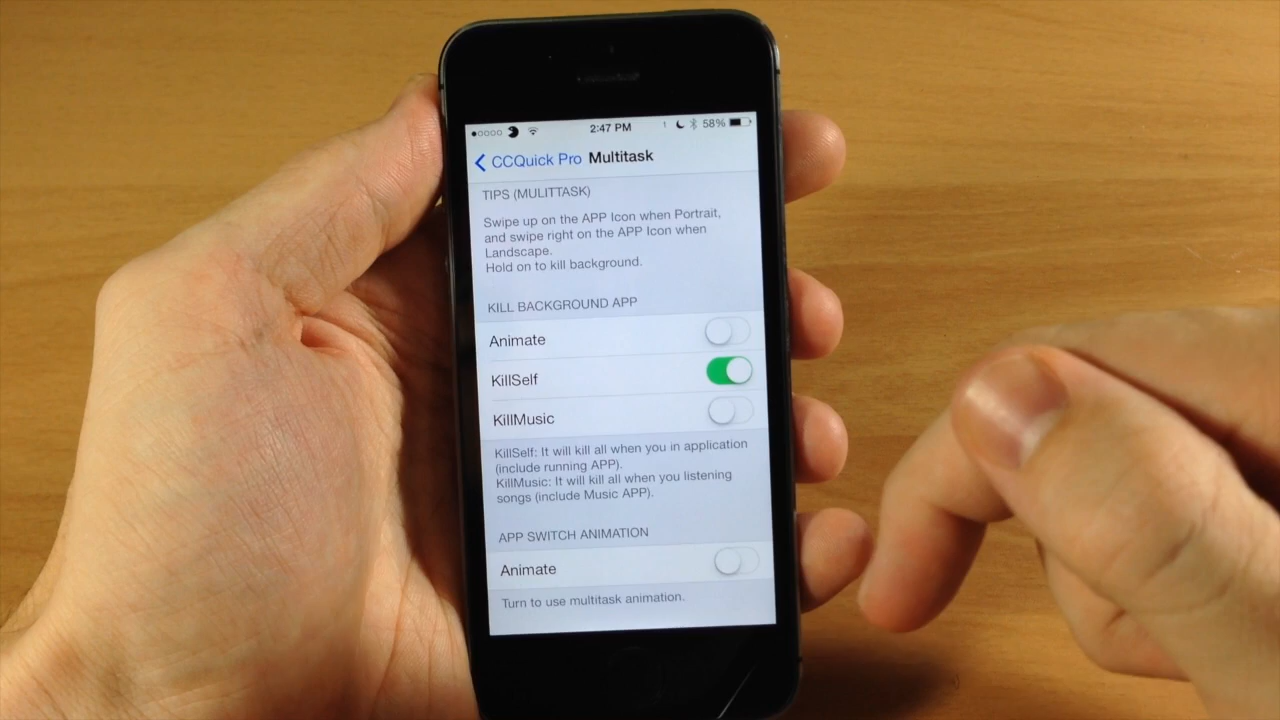 2:47 PM
58%
CCQuick Pro Multitask
TIPS (MULITTASK)
Swipe up on the APP Icon when Portrait,
and swipe right on the APP Icon when
Landscape.
Hold on to kill background.
KILL BACKGROUND APP
Animate
KillSelf
KillMusic
KillSelf: It will kill all when you in application
(include running APP).
KillMusic: It will kill all when you listening
songs (include Music APP).
APP SWITCH ANIMATION
Animate
Turn to use multitask animation.